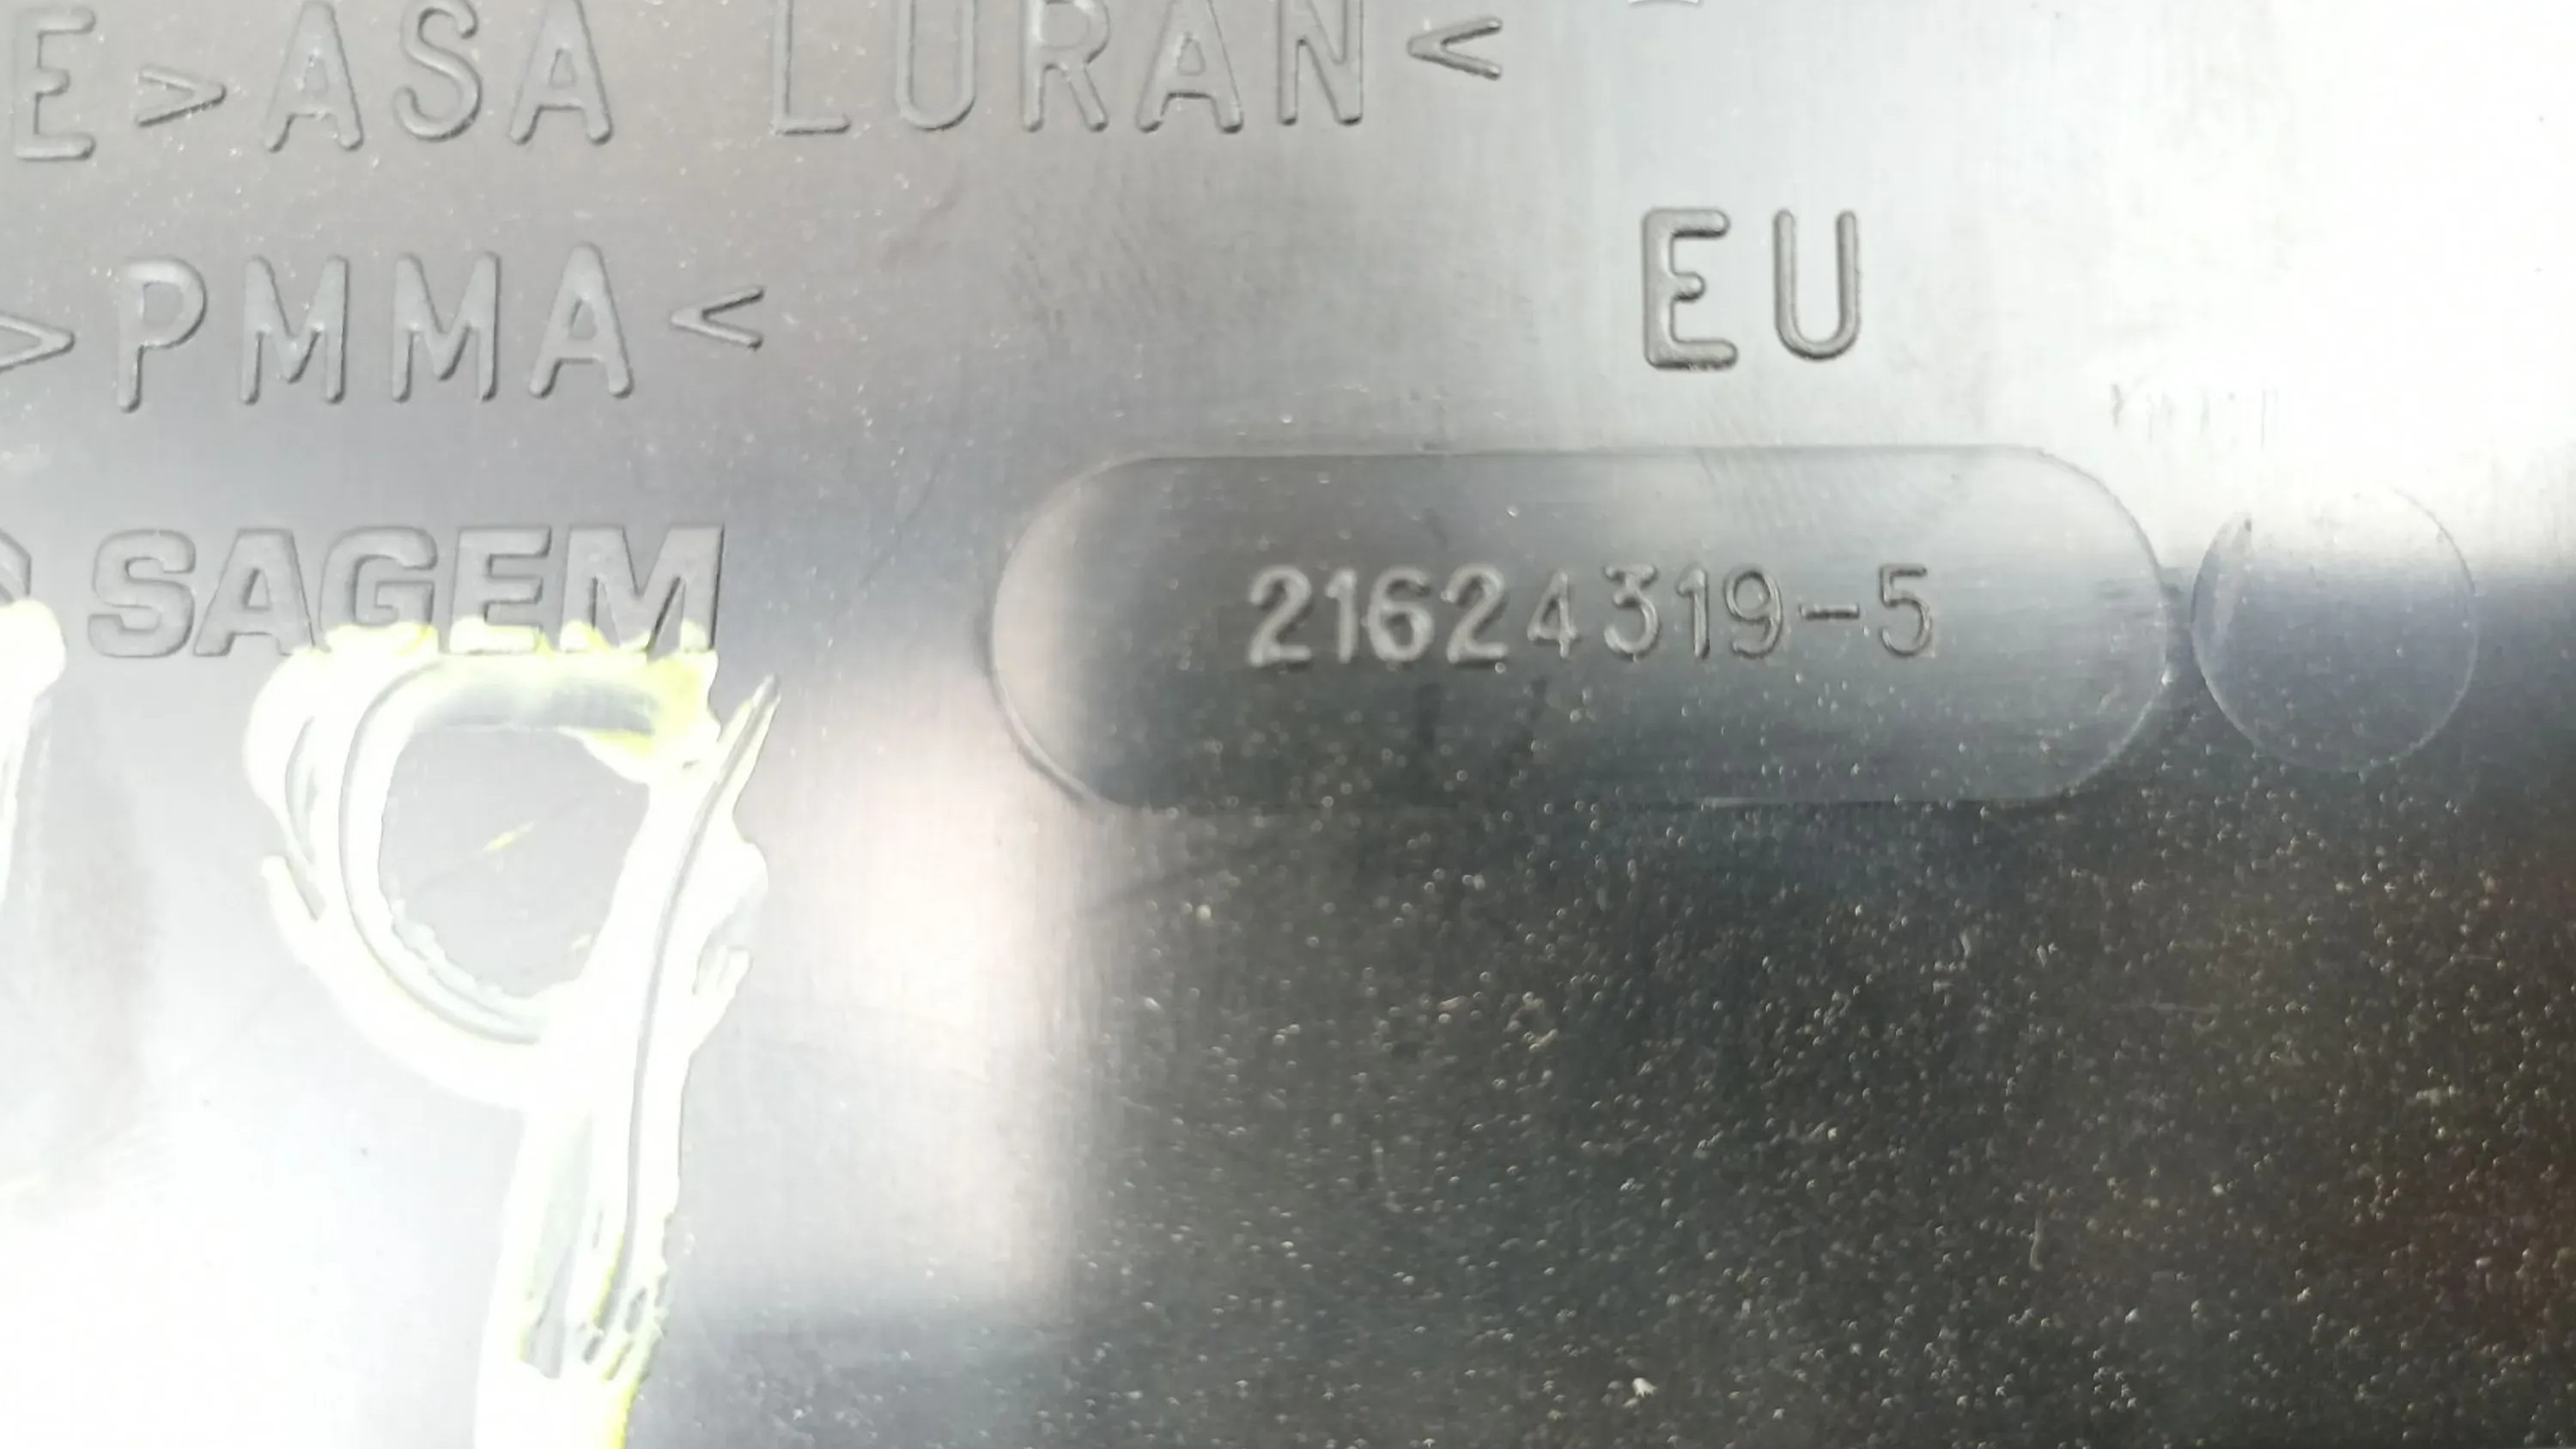 E>ASA LURAN<
>PMMA<
EU
SAGEM
21624319-5